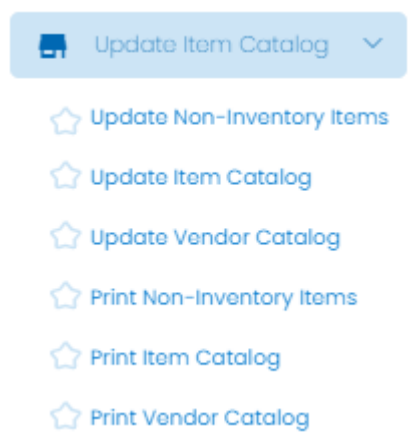 Update Item Catalog
Update Non-Inventory Items
Update Item Catalog
Update Vendor Catalog
Print Non-Inventory Items
Print Item Catalog
Print Vendor Catalog